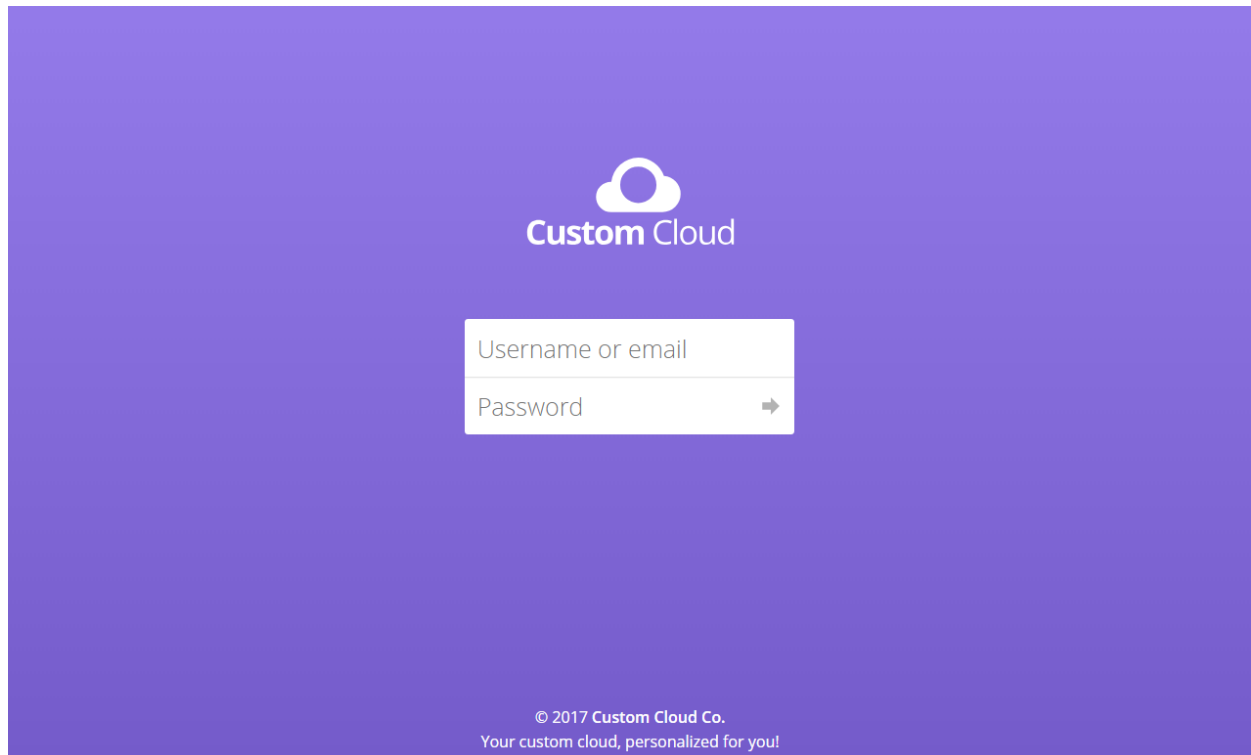 Custom Cloud
Username or email
Password
© 2017 Custom Cloud Co.
Your custom cloud, personalized for you!